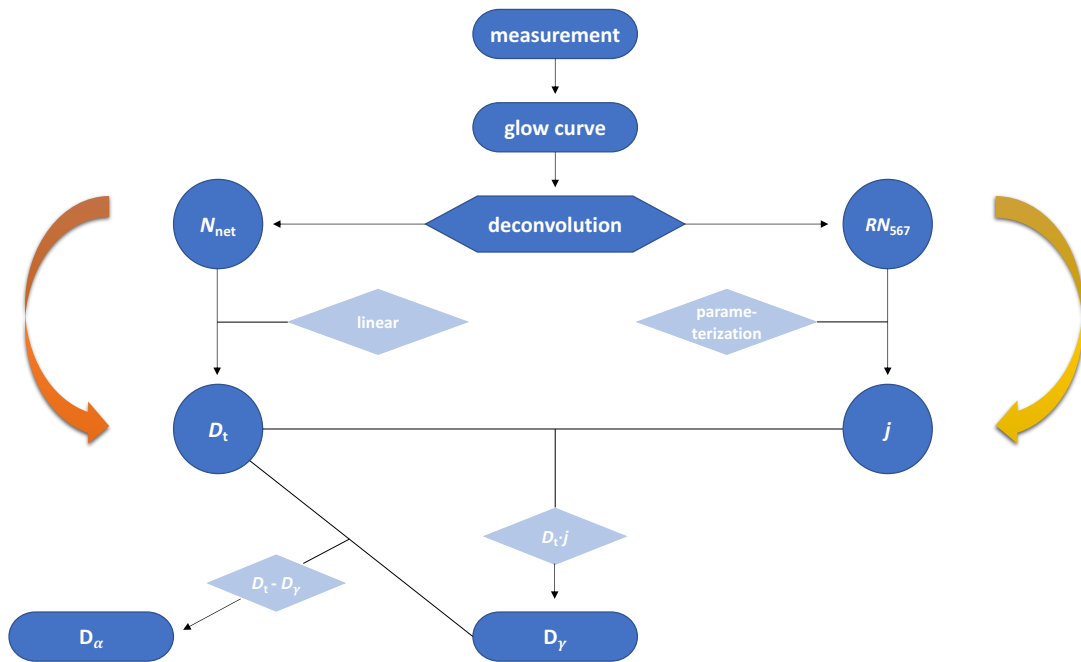 measurement
glow curve
N_net
deconvolution
RN_567
linear
parame-
terization
D_t
j
D_t·j
D_t - D_γ
D_α
D_γ